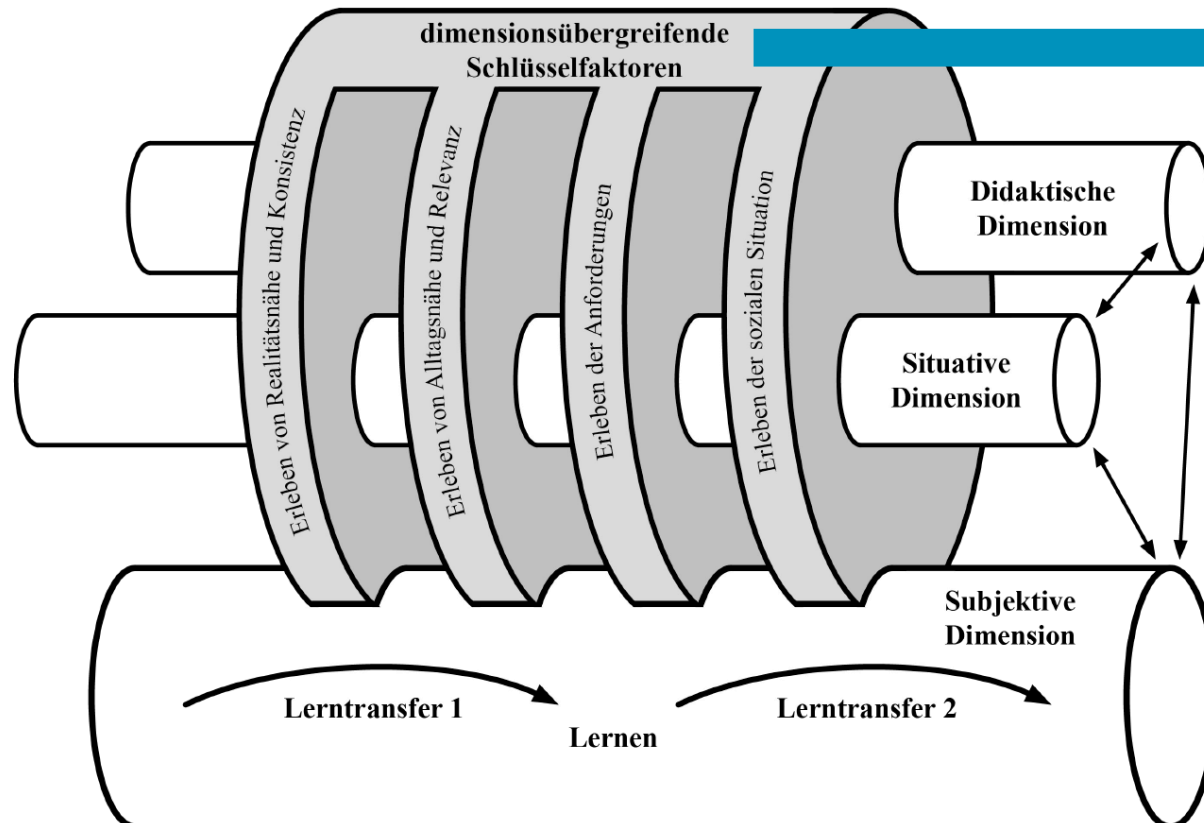 dimensionsübergreifende
Schlüsselfaktoren
Erleben von Realitätsnähe und Konsistenz
Erleben von Alltagsnähe und Relevanz
Erleben der Anforderungen
Erleben der sozialen Situation
Didaktische
Dimension
Situative
Dimension
Subjektive
Dimension
Lerntransfer 1
Lernen
Lerntransfer 2